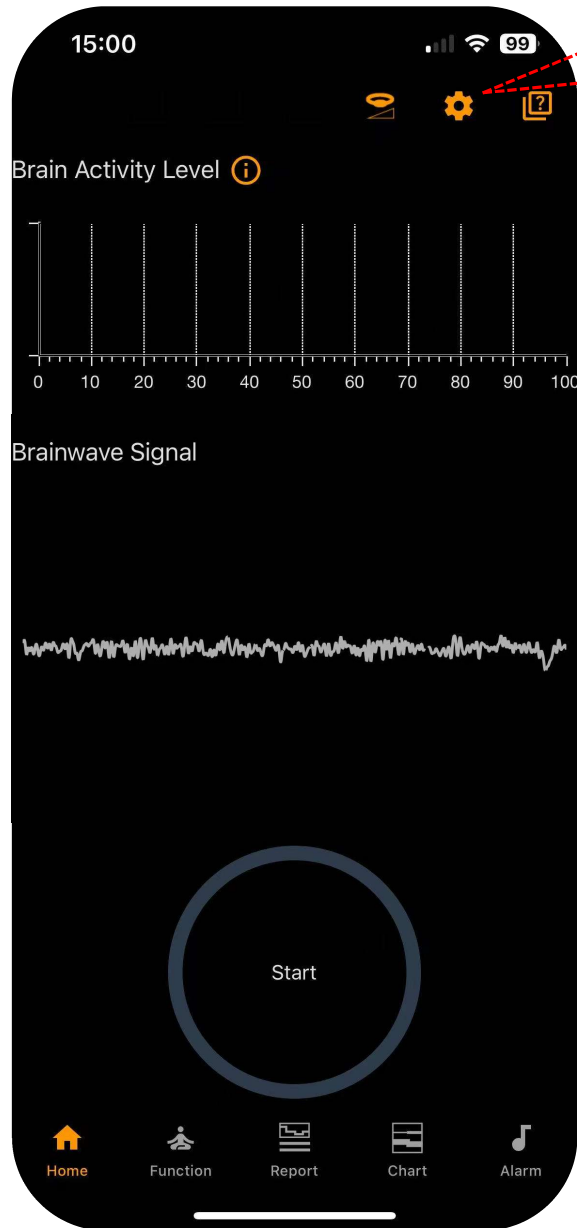 15:00 99
Brain Activity Level
0 10 20 30 40 50 60 70 80 90 100
Brainwave Signal
Start
Home Function Report Chart Alarm